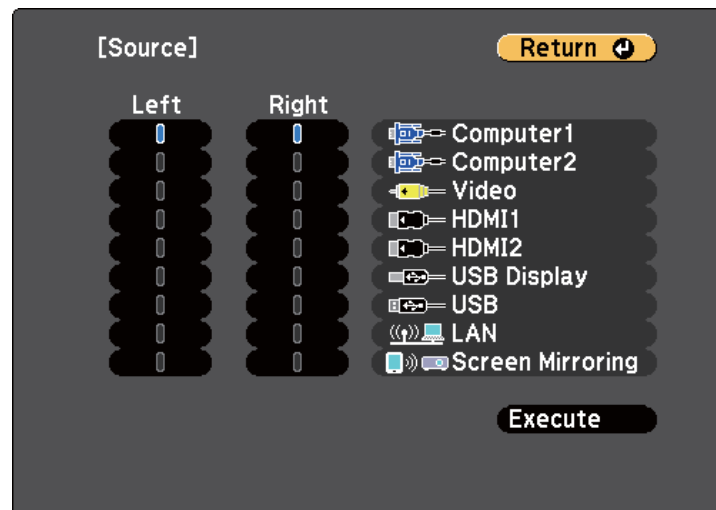 [Source]
Return
Left Right
Computer1
Computer2
Video
HDMI1
HDMI2
USB Display
USB
LAN
Screen Mirroring
Execute